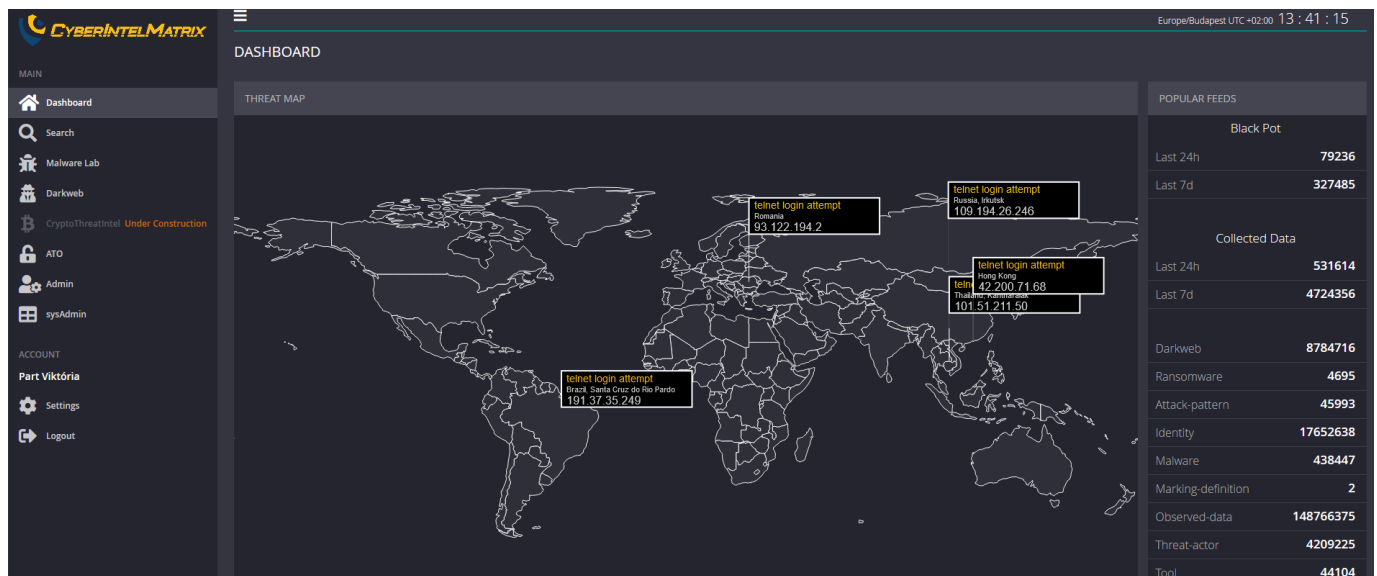 CYBERINTELMATRIX
Europe/Budapest UTC +02:00 13 : 41 : 15
MAIN
Dashboard
Search
Malware Lab
Darkweb
CryptoThreatIntel Under Construction
ATO
Admin
sysAdmin
ACCOUNT
Part Viktória
Settings
Logout
DASHBOARD
THREAT MAP
telnet login attempt
Romania
93.122.194.2
telnet login attempt
Russia, Irkutsk
109.194.26.246
telnet login attempt
Hong Kong
42.200.71.68
teln
Thailand, Kantharalak
101.51.211.50
telnet login attempt
Brazil, Santa Cruz do Rio Pardo
191.37.35.249
POPULAR FEEDS
Black Pot
Last 24h 79236
Last 7d 327485
Collected Data
Last 24h 531614
Last 7d 4724356
Darkweb 8784716
Ransomware 4695
Attack-pattern 45993
Identity 17652638
Malware 438447
Marking-definition 2
Observed-data 148766375
Threat-actor 4209225
Tool 44104